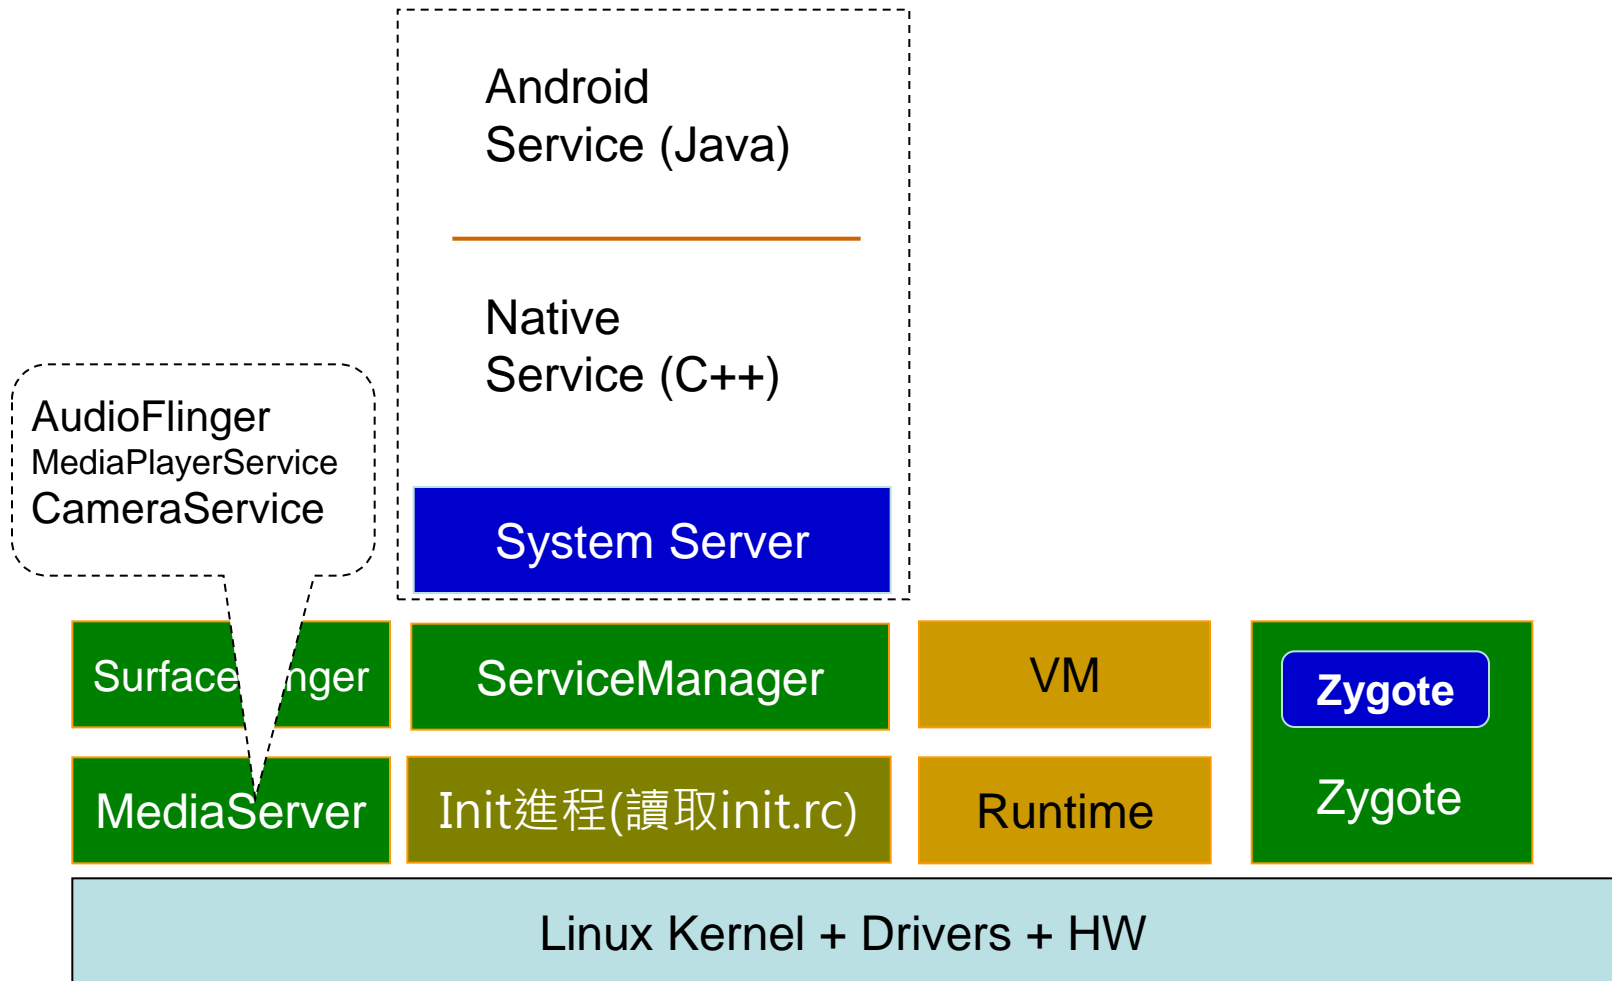 Android
Service (Java)
Native
Service (C++)
AudioFlinger
MediaPlayerService
CameraService
System Server
Surface nger
ServiceManager
VM
Zygote
MediaServer
Init進程(讀取init.rc)
Runtime
Zygote
Linux Kernel + Drivers + HW